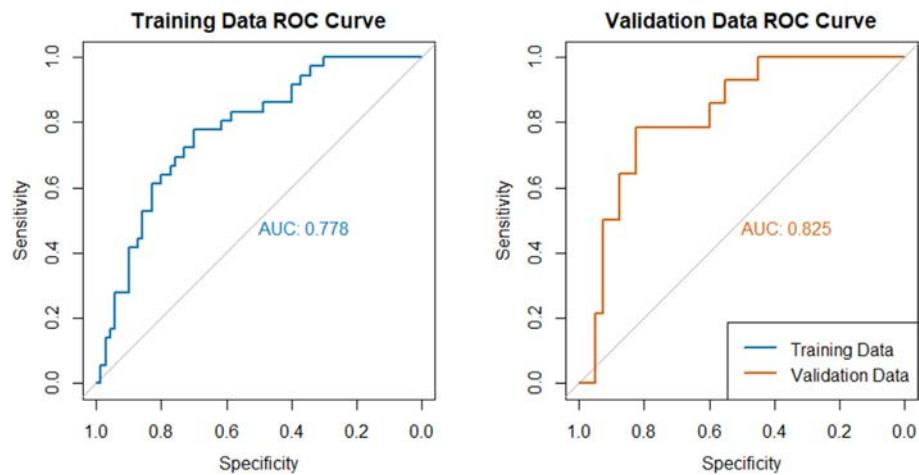 Training Data ROC Curve
Sensitivity
1.0
0.8
0.6
0.4
0.2
0.0
AUC: 0.778
1.0 0.8 0.6 0.4 0.2 0.0
Specificity
Validation Data ROC Curve
Sensitivity
1.0
0.8
0.6
0.4
0.2
0.0
AUC: 0.825
Training Data
Validation Data
1.0 0.8 0.6 0.4 0.2 0.0
Specificity